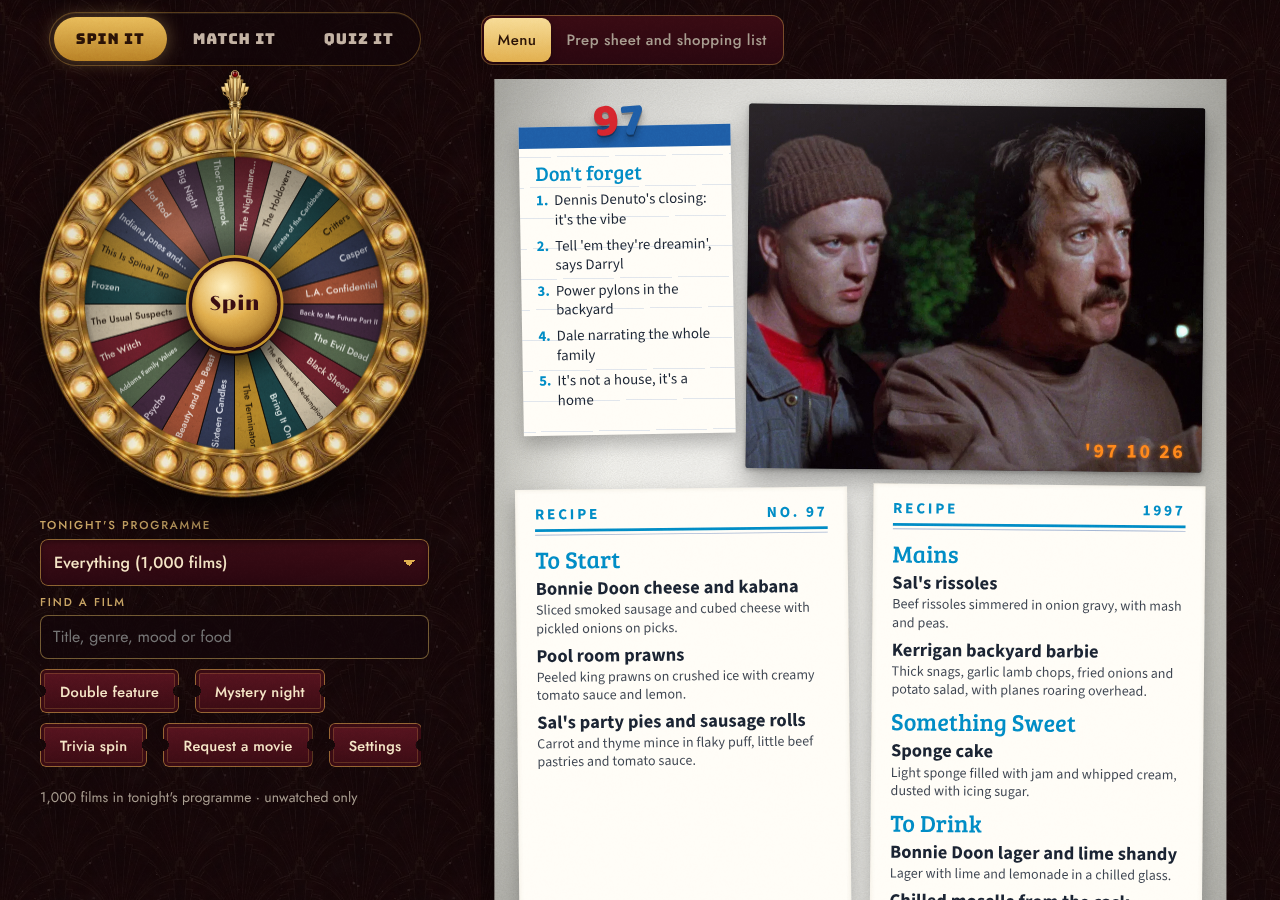 SPIN IT
MATCH IT
QUIZ IT
Menu
Prep sheet and shopping list
Thor: Ragnarok
The Nightmare...
The Holdovers
Pirates of the Caribbean
Critters
Casper
L.A. Confidential
Back to the Future Part II
The Evil Dead
Black Sheep
The Shawshank Redemption
Bring It On
The Terminator
Sixteen Candles
Beauty and the Beast
Psycho
Addams Family Values
The Witch
The Usual Suspects
Frozen
This Is Spinal Tap
Indiana Jones and...
Hot Rod
Big Night
Spin
TONIGHT'S PROGRAMME
Everything (1,000 films)
FIND A FILM
Title, genre, mood or food
Double feature
Mystery night
Trivia spin
Request a movie
Settings
1,000 films in tonight's programme · unwatched only
97
Don't forget
1. Dennis Denuto's closing:
it's the vibe
2. Tell 'em they're dreamin',
says Darryl
3. Power pylons in the
backyard
4. Dale narrating the whole
family
5. It's not a house, it's a
home
'97 10 26
RECIPE
NO. 97
To Start
Bonnie Doon cheese and kabana
Sliced smoked sausage and cubed cheese with
pickled onions on picks.
Pool room prawns
Peeled king prawns on crushed ice with creamy
tomato sauce and lemon.
Sal's party pies and sausage rolls
Carrot and thyme mince in flaky puff, little beef
pastries and tomato sauce.
RECIPE
1997
Mains
Sal's rissoles
Beef rissoles simmered in onion gravy, with mash
and peas.
Kerrigan backyard barbie
Thick snags, garlic lamb chops, fried onions and
potato salad, with planes roaring overhead.
Something Sweet
Sponge cake
Light sponge filled with jam and whipped cream,
dusted with icing sugar.
To Drink
Bonnie Doon lager and lime shandy
Lager with lime and lemonade in a chilled glass.
Chilled moselle from the cask